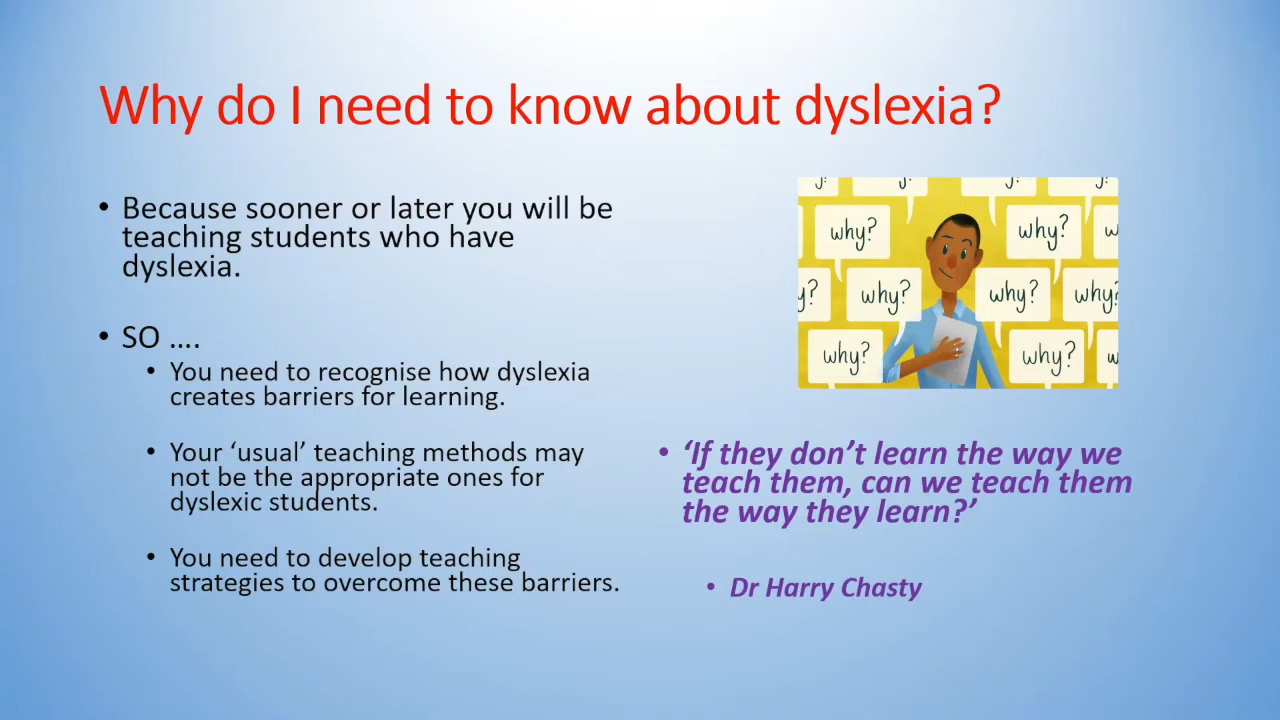 Why do I need to know about dyslexia?
• Because sooner or later you will be
teaching students who have
dyslexia.
• SO ….
• You need to recognise how dyslexia
creates barriers for learning.
• Your ‘usual’ teaching methods may
not be the appropriate ones for
dyslexic students.
• You need to develop teaching
strategies to overcome these barriers.
why?
why?
why?
why?
why?
why?
why?
• ‘If they don’t learn the way we
teach them, can we teach them
the way they learn?’
• Dr Harry Chasty